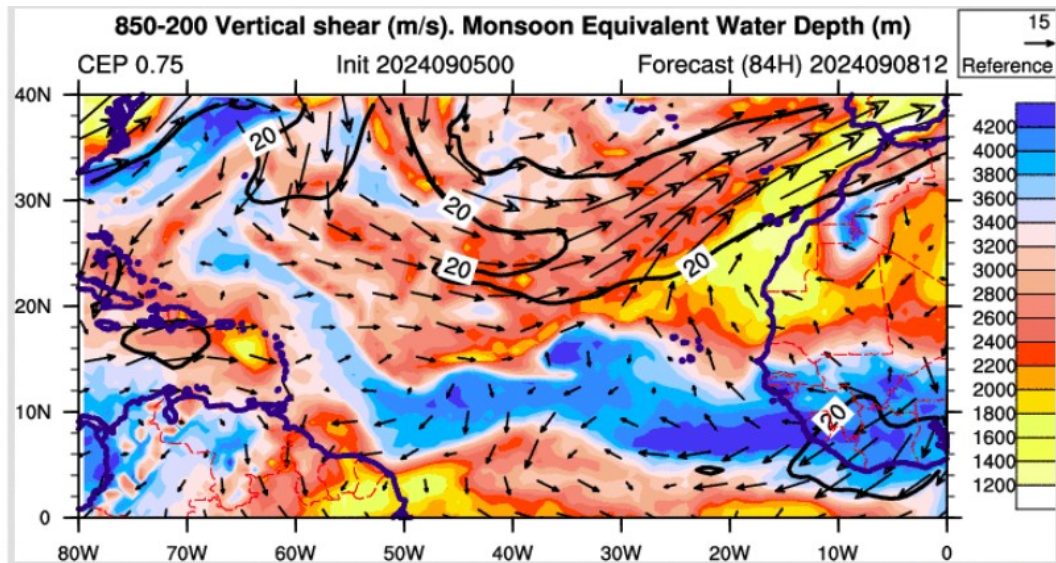 850-200 Vertical shear (m/s). Monsoon Equivalent Water Depth (m)
15
Reference
CEP 0.75 Init 2024090500 Forecast (84H) 2024090812
40N
30N
20N
10N
0
20
20
20
20
20
80W 70W 60W 50W 40W 30W 20W 10W 0
4200
4000
3800
3600
3400
3200
3000
2800
2600
2400
2200
2000
1800
1600
1400
1200